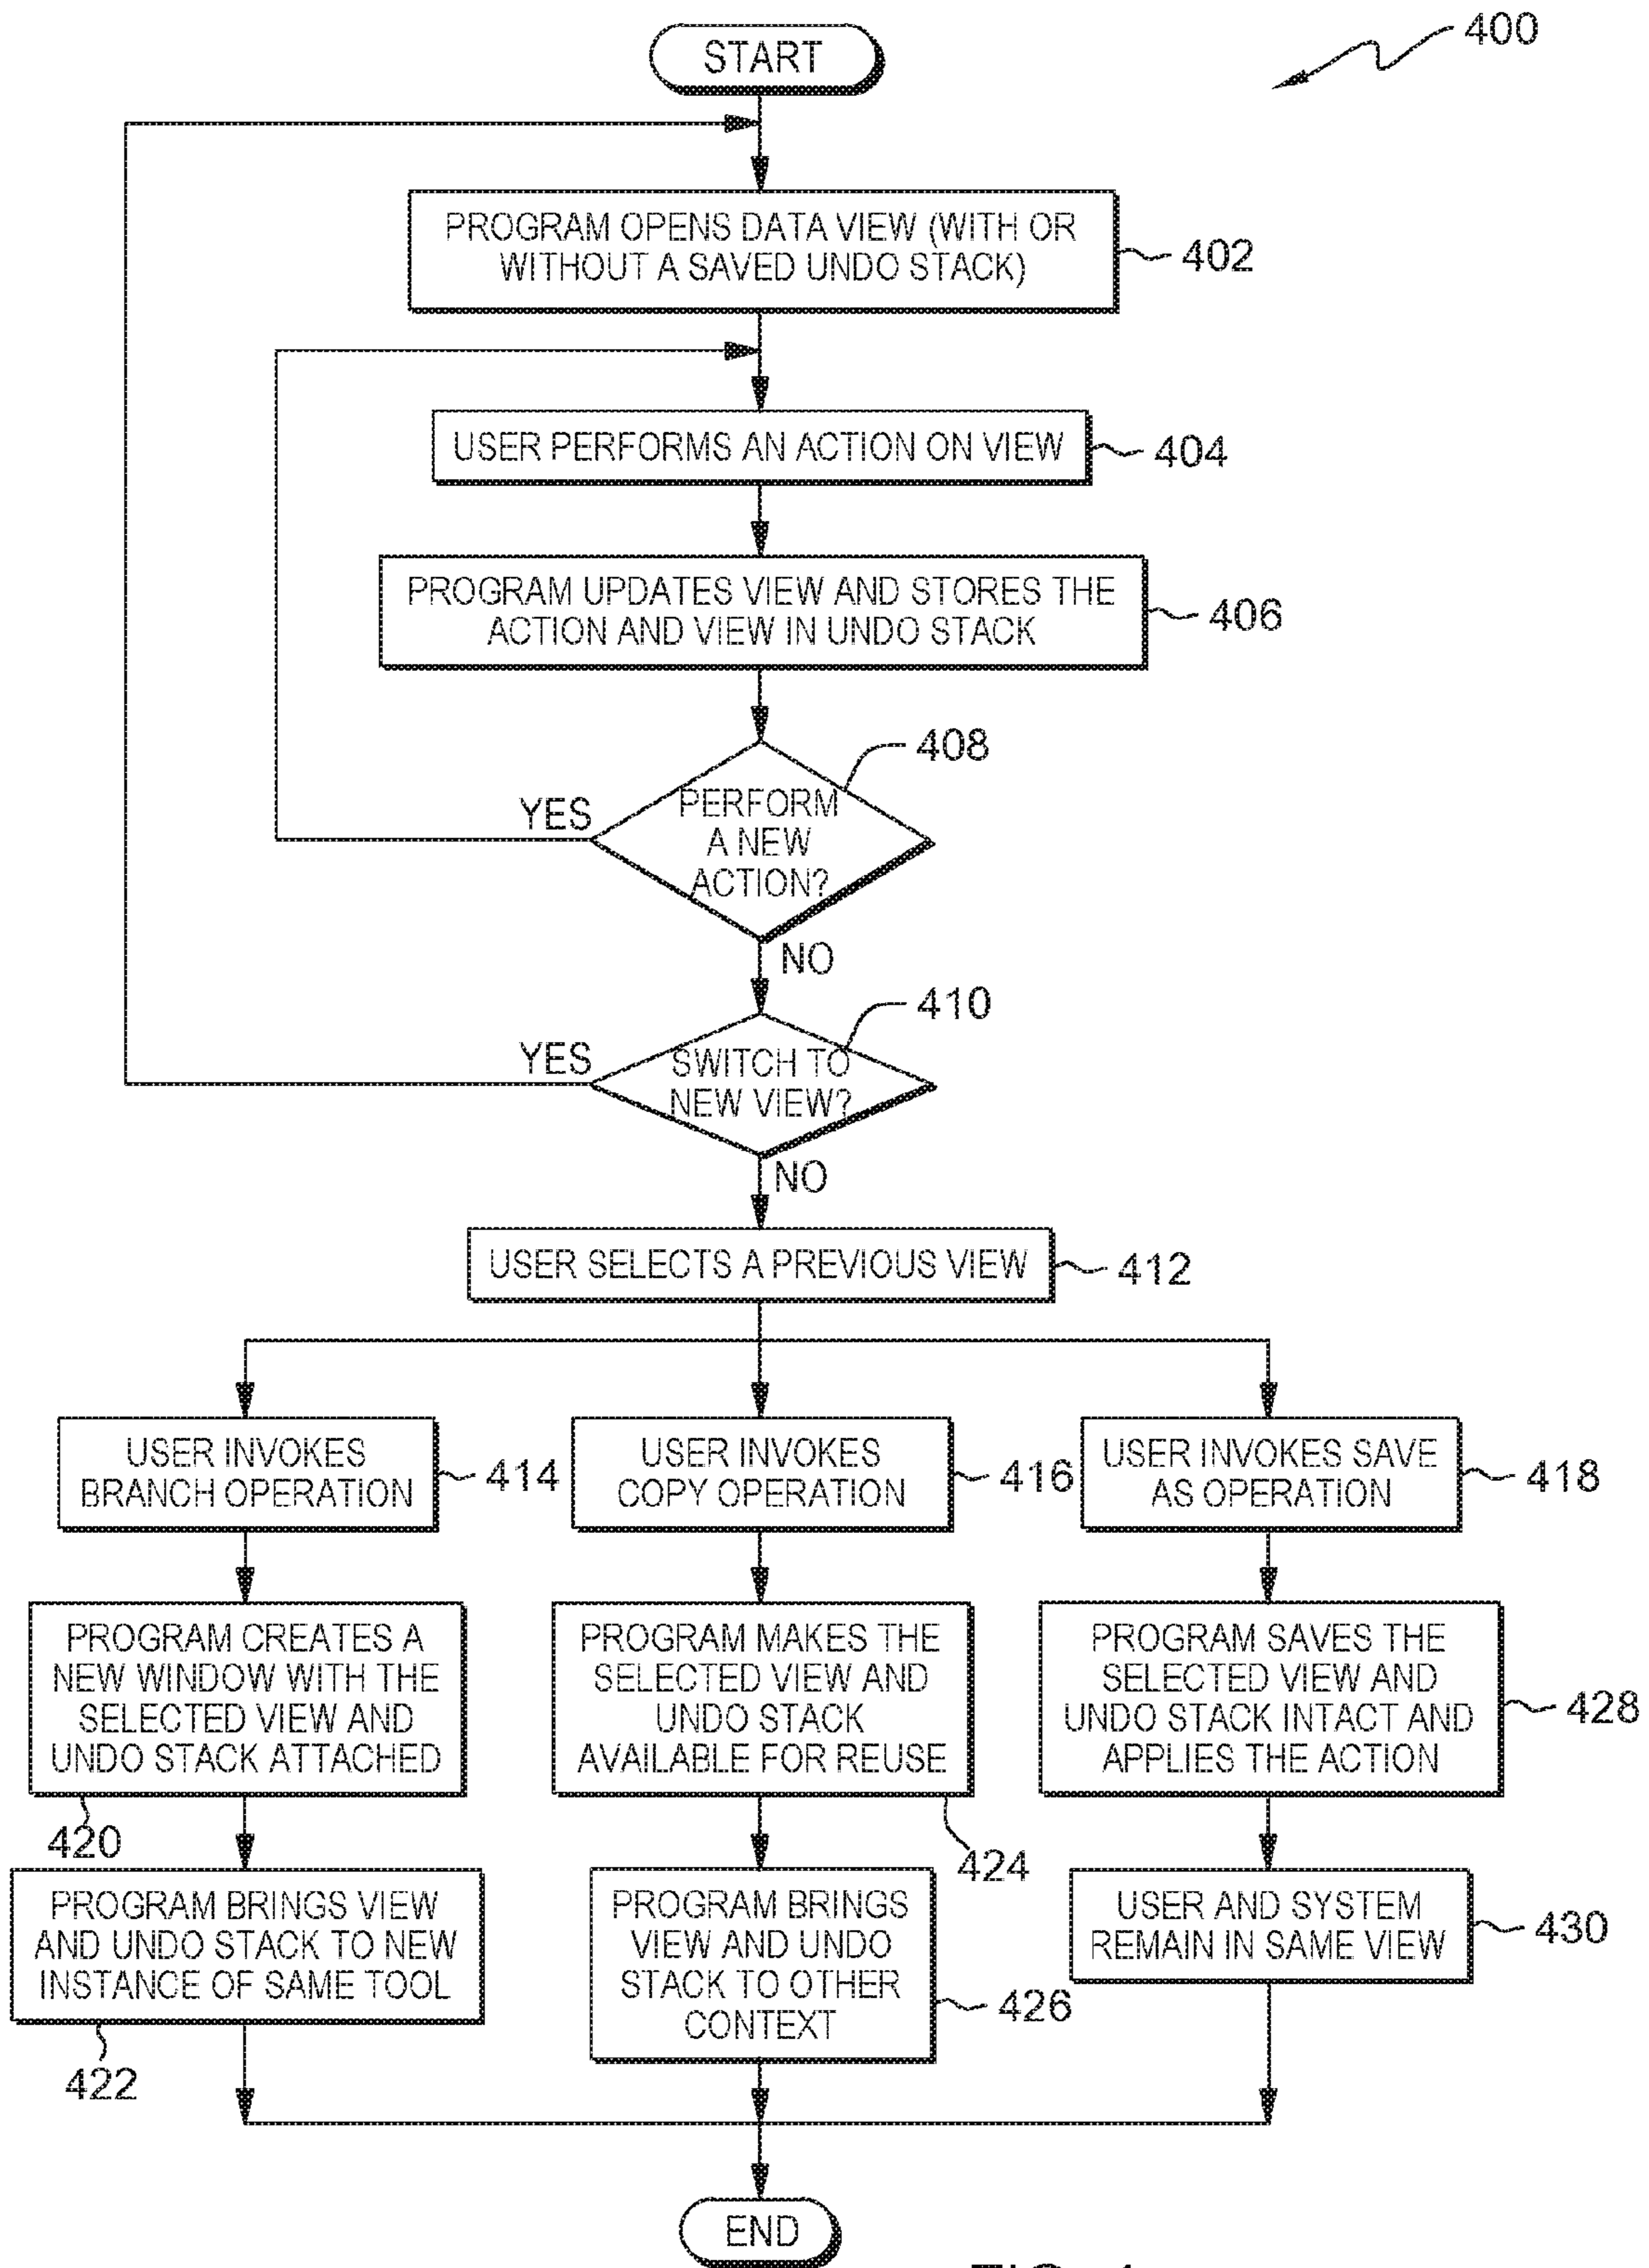 400
START
PROGRAM OPENS DATA VIEW (WITH OR
WITHOUT A SAVED UNDO STACK)
402
USER PERFORMS AN ACTION ON VIEW
404
PROGRAM UPDATES VIEW AND STORES THE
ACTION AND VIEW IN UNDO STACK
406
408
PERFORM
A NEW
ACTION?
YES
NO
410
SWITCH TO
NEW VIEW?
YES
NO
USER SELECTS A PREVIOUS VIEW
412
USER INVOKES
BRANCH OPERATION
414
USER INVOKES
COPY OPERATION
416
USER INVOKES SAVE
AS OPERATION
418
PROGRAM CREATES A
NEW WINDOW WITH THE
SELECTED VIEW AND
UNDO STACK ATTACHED
420
PROGRAM MAKES THE
SELECTED VIEW AND
UNDO STACK
AVAILABLE FOR REUSE
424
PROGRAM SAVES THE
SELECTED VIEW AND
UNDO STACK INTACT AND
APPLIES THE ACTION
428
PROGRAM BRINGS VIEW
AND UNDO STACK TO NEW
INSTANCE OF SAME TOOL
422
PROGRAM BRINGS
VIEW AND UNDO
STACK TO OTHER
CONTEXT
426
USER AND SYSTEM
REMAIN IN SAME VIEW
430
END